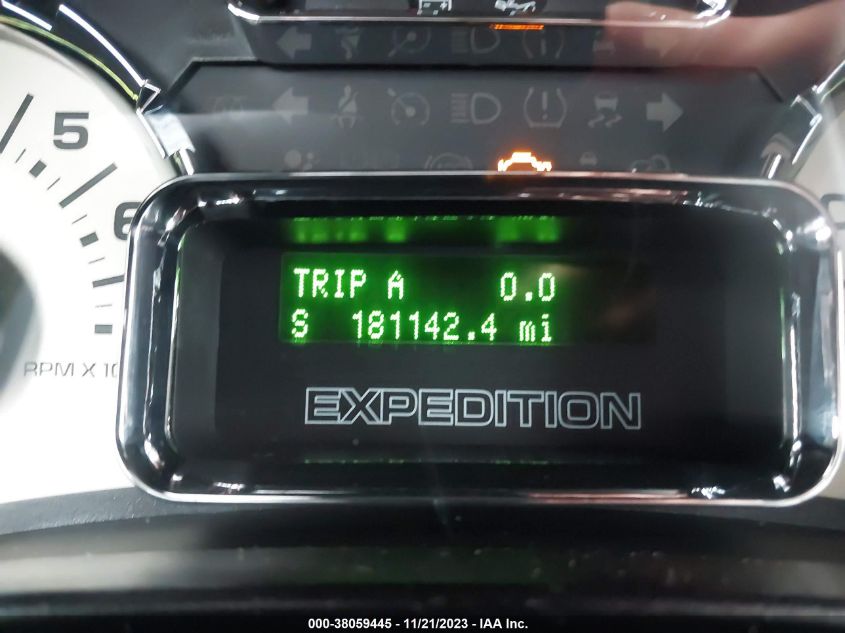 5
6
RPM X 10
TRIP A 0.0
S 181142.4 mi
EXPEDITION
000-38059445 - 11/21/2023 - IAA Inc.